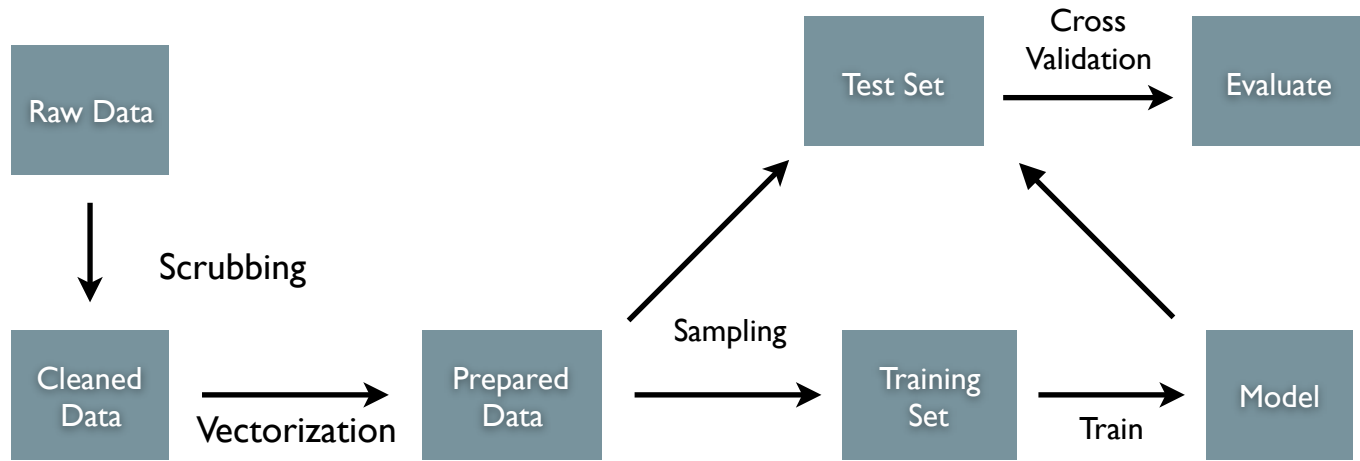 Raw Data
Scrubbing
Cleaned
Data
Vectorization
Prepared
Data
Sampling
Training
Set
Train
Model
Test Set
Cross
Validation
Evaluate